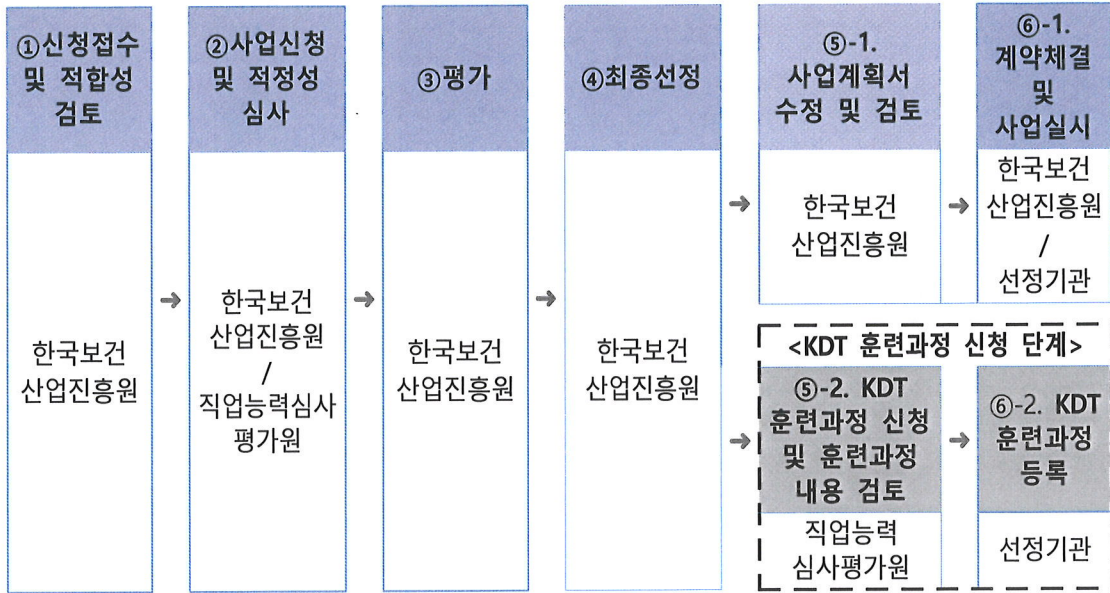 ①신청접수
및 적합성
검토
한국보건
산업진흥원
②사업신청
및 적정성
심사
한국보건
산업진흥원
/
직업능력심사
평가원
③평가
한국보건
산업진흥원
④최종선정
한국보건
산업진흥원
⑤-1.
사업계획서
수정 및 검토
한국보건
산업진흥원
⑥-1.
계약체결
및
사업실시
한국보건
산업진흥원
/
선정기관
<KDT 훈련과정 신청 단계>
⑤-2. KDT
훈련과정 신청
및 훈련과정
내용 검토
직업능력
심사평가원
⑥-2. KDT
훈련과정
등록
선정기관